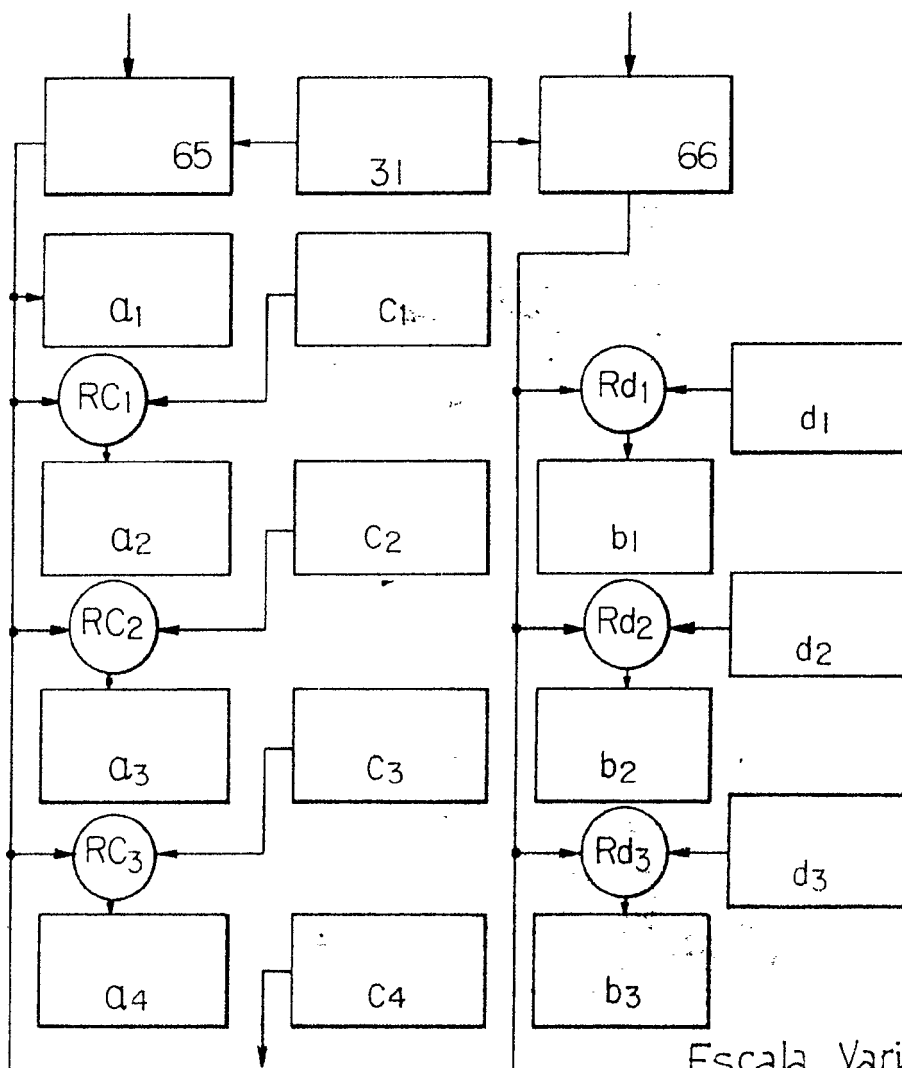 65 31 66
a1 C1
RC1 Rd1 d1
a2 C2 b1
RC2 Rd2 d2
a3 C3 b2
RC3 Rd3 d3
a4 C4 b3
Escala